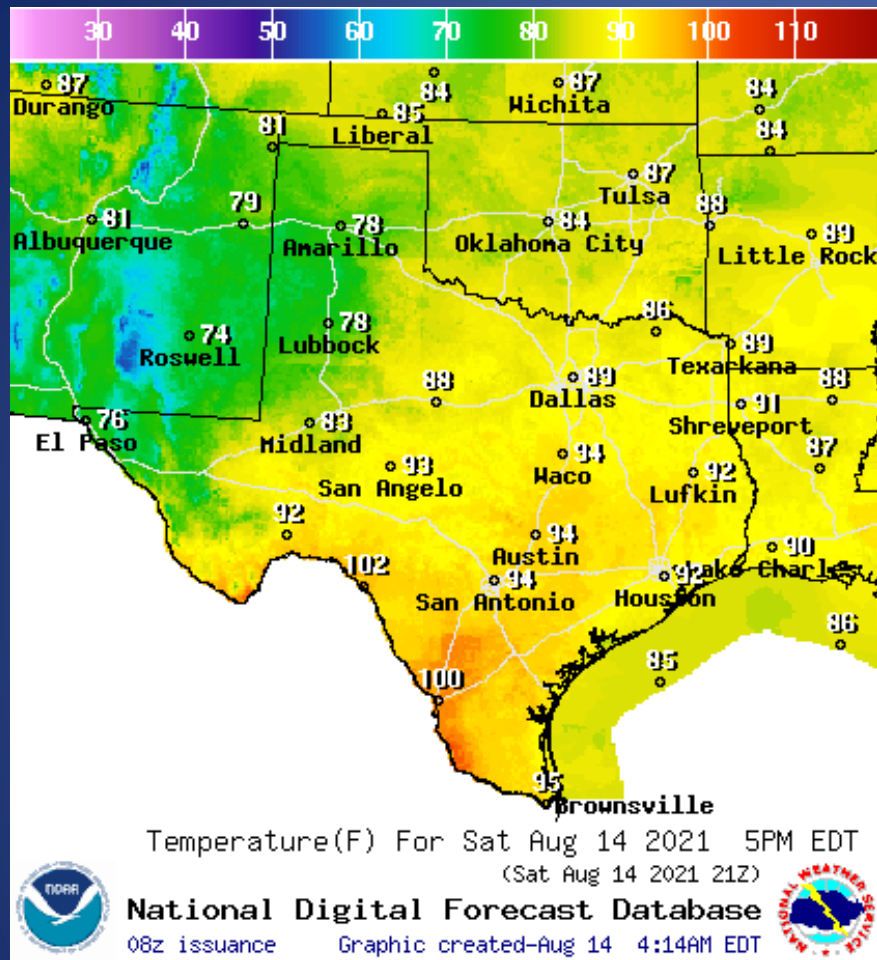 30 40 50 60 70 80 90 100 110
87
Durango
84
85
Liberal
87
Wichita
84
84
81
87
Tulsa
81
Albuquerque
79
78
Amarillo
84
Oklahoma City
88
89
Little Rock
74
Roswell
78
Lubbock
86
89
Texarkana
88
89
Dallas
91
Shreveport
88
76
El Paso
83
Midland
93
San Angelo
94
Waco
92
Lufkin
87
92
102
94
Austin
94
San Antonio
92
Houston
90
Lake Charl
86
85
100
95
Brownsville
Temperature(F) For Sat Aug 14 2021 5PM EDT
(Sat Aug 14 2021 21Z)
NOAA
National Digital Forecast Database
08z issuance Graphic created-Aug 14 4:14AM EDT
NATIONAL WEATHER SERVICE